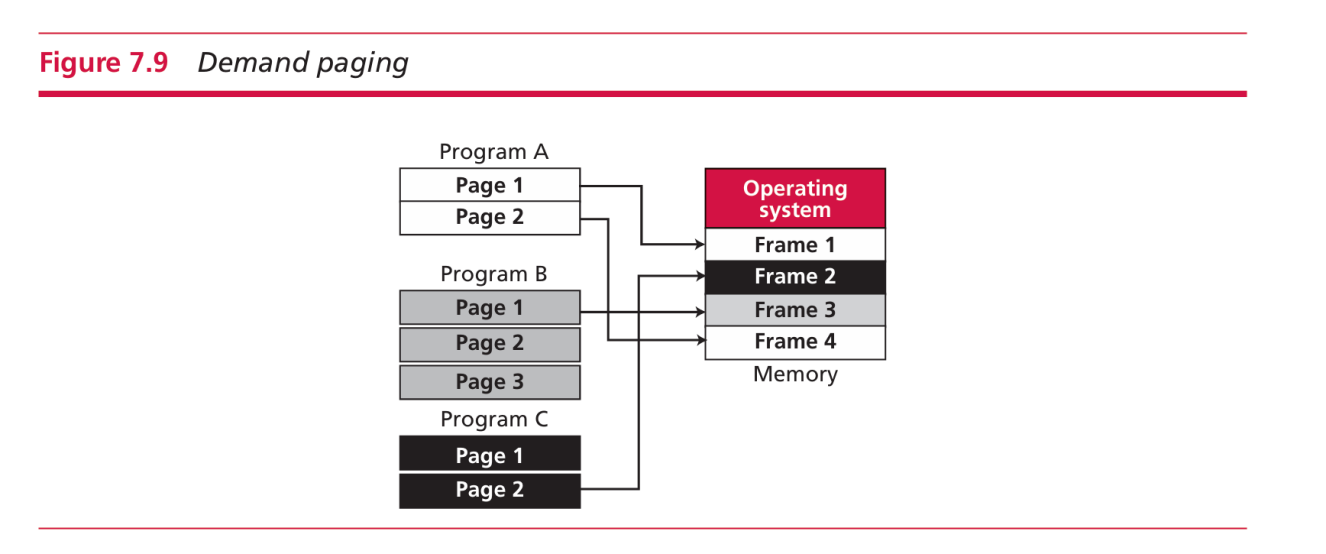 Figure 7.9 Demand paging
Program A
Page 1
Page 2
Program B
Page 1
Page 2
Page 3
Program C
Page 1
Page 2
Operating
system
Frame 1
Frame 2
Frame 3
Frame 4
Memory